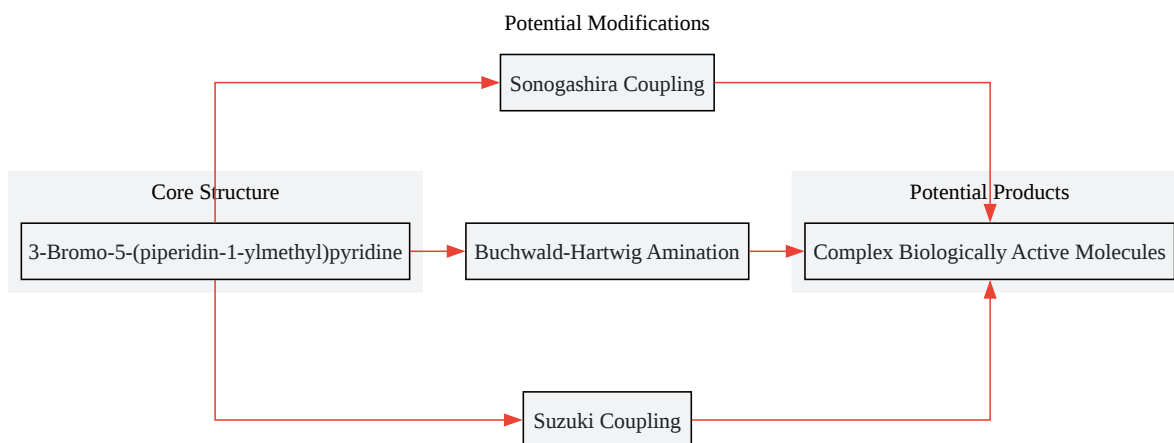 Potential Modifications
Sonogashira Coupling
Core Structure
Potential Products
3-Bromo-5-(piperidin-1-ylmethyl)pyridine
Buchwald-Hartwig Amination
Complex Biologically Active Molecules
Suzuki Coupling